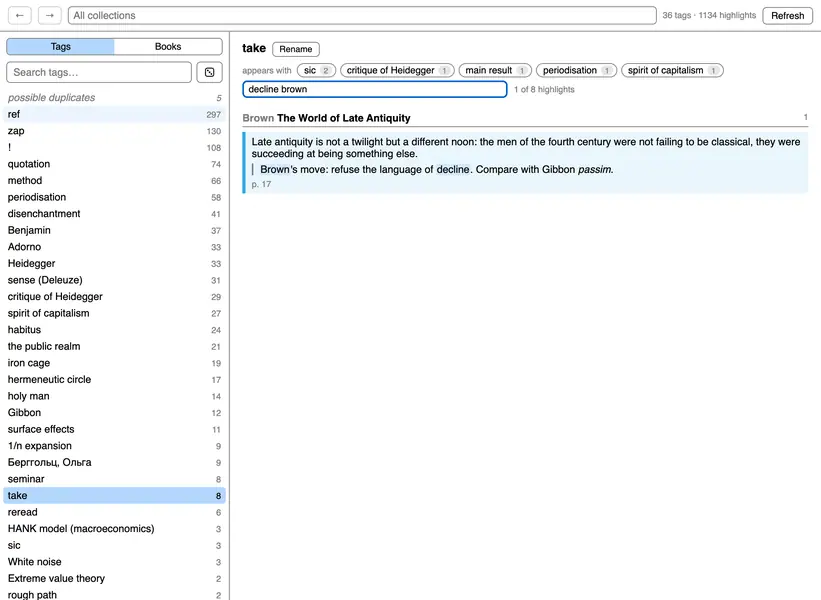 ← → All collections 36 tags · 1134 highlights Refresh
Tags Books
Search tags…
possible duplicates 5
ref 297
zap 130
! 108
quotation 74
method 66
periodisation 58
disenchantment 41
Benjamin 37
Adorno 33
Heidegger 33
sense (Deleuze) 31
critique of Heidegger 29
spirit of capitalism 27
habitus 24
the public realm 21
iron cage 19
hermeneutic circle 17
holy man 14
Gibbon 12
surface effects 11
1/n expansion 9
Берггольц, Ольга 9
seminar 8
take 8
reread 6
HANK model (macroeconomics) 3
sic 3
White noise 3
Extreme value theory 2
rough path 2
take Rename
appears with sic 2 critique of Heidegger 1 main result 1 periodisation 1 spirit of capitalism 1
decline brown 1 of 8 highlights
Brown The World of Late Antiquity 1
Late antiquity is not a twilight but a different noon: the men of the fourth century were not failing to be classical, they were
succeeding at being something else.
Brown's move: refuse the language of decline. Compare with Gibbon passim.
p. 17